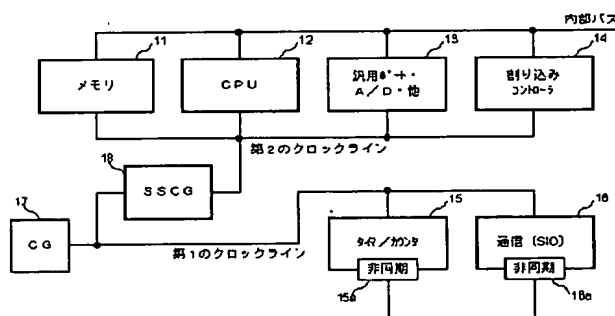 内部バス
11
12
13
14
メモリ
CPU
汎用ポート・
A/D・他
割り込み
コントローラ
第2のクロックライン
18
SSCG
17
CG
第1のクロックライン
15
16
タイマ/カウンタ
通信(SIO)
非同期
非同期
15a
16a